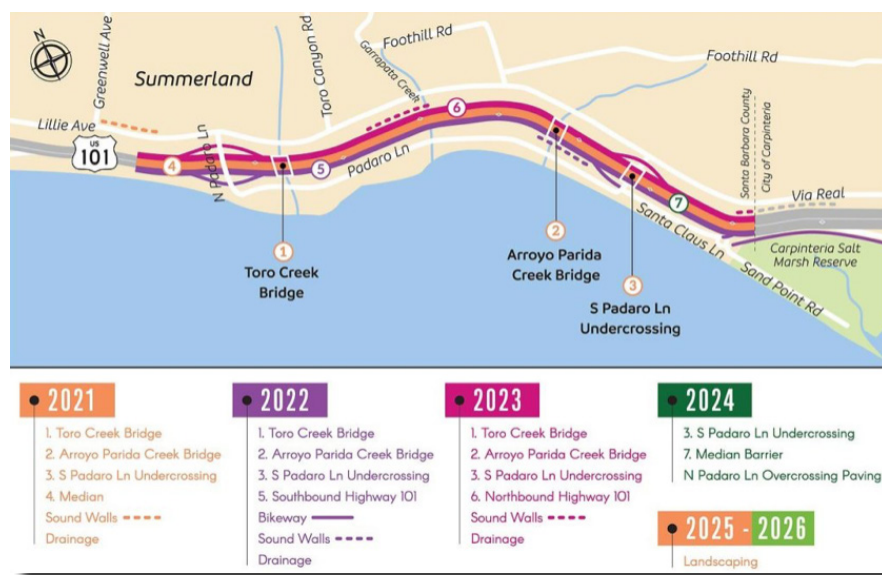 N
Greenwell Ave
Summerland
Toro Canyon Rd
Garrapata Creek
Foothill Rd
Foothill Rd
Lillie Ave
US
101
N Padaro Ln
4
5
6
Padaro Ln
7
Santa Barbara County
City of Carpinteria
Via Real
Santa Claus Ln
Carpinteria Salt
Marsh Reserve
Sand Point Rd
1
Toro Creek
Bridge
2
Arroyo Parida
Creek Bridge
3
S Padaro Ln
Undercrossing
2021
1. Toro Creek Bridge
2. Arroyo Parida Creek Bridge
3. S Padaro Ln Undercrossing
4. Median
Sound Walls
Drainage
2022
1. Toro Creek Bridge
2. Arroyo Parida Creek Bridge
3. S Padaro Ln Undercrossing
5. Southbound Highway 101
Bikeway
Sound Walls
Drainage
2023
1. Toro Creek Bridge
2. Arroyo Parida Creek Bridge
3. S Padaro Ln Undercrossing
6. Northbound Highway 101
Sound Walls
Drainage
2024
3. S Padaro Ln Undercrossing
7. Median Barrier
N Padaro Ln Overcrossing Paving
2025 - 2026
Landscaping